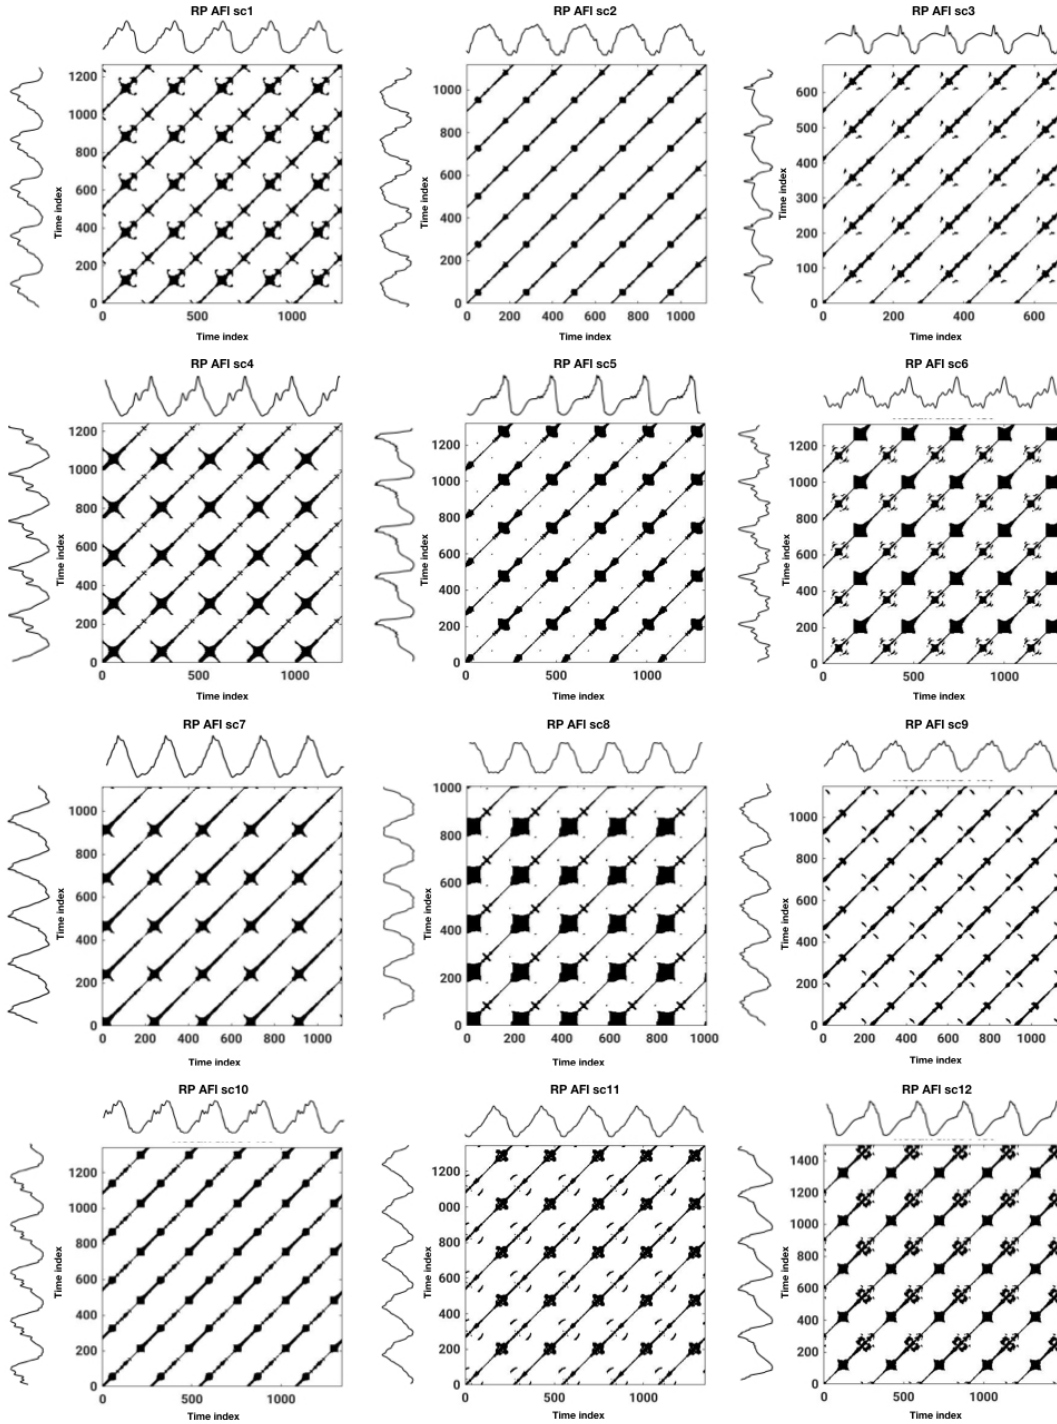 RP AFI sc1 RP AFI sc2 RP AFI sc3
1200 1000 800 600 400 200 0
Time index
0 500 1000
Time index
1000 800 600 400 200 0
Time index
0 200 400 600 800 1000
Time index
600 500 400 300 200 100 0
Time index
0 200 400 600
Time index
RP AFI sc4 RP AFI sc5 RP AFI sc6
1200 1000 800 600 400 200 0
Time index
0 500 1000
Time index
1200 1000 800 600 400 200 0
Time index
0 500 1000
Time index
1200 1000 800 600 400 200 0
Time index
0 500 1000
Time index
RP AFI sc7 RP AFI sc8 RP AFI sc9
1000 800 600 400 200 0
Time index
0 200 400 600 800 1000
Time index
1000 800 600 400 200 0
Time index
0 200 400 600 800 1000
Time index
1000 800 600 400 200 0
Time index
0 200 400 600 800 1000
Time index
RP AFI sc10 RP AFI sc11 RP AFI sc12
1200 1000 800 600 400 200 0
Time index
0 500 1000
Time index
1200 000 800 600 400 200 0
Time index
0 500 1000
Time index
1400 1200 1000 800 600 400 200 0
Time index
0 500 1000
Time index